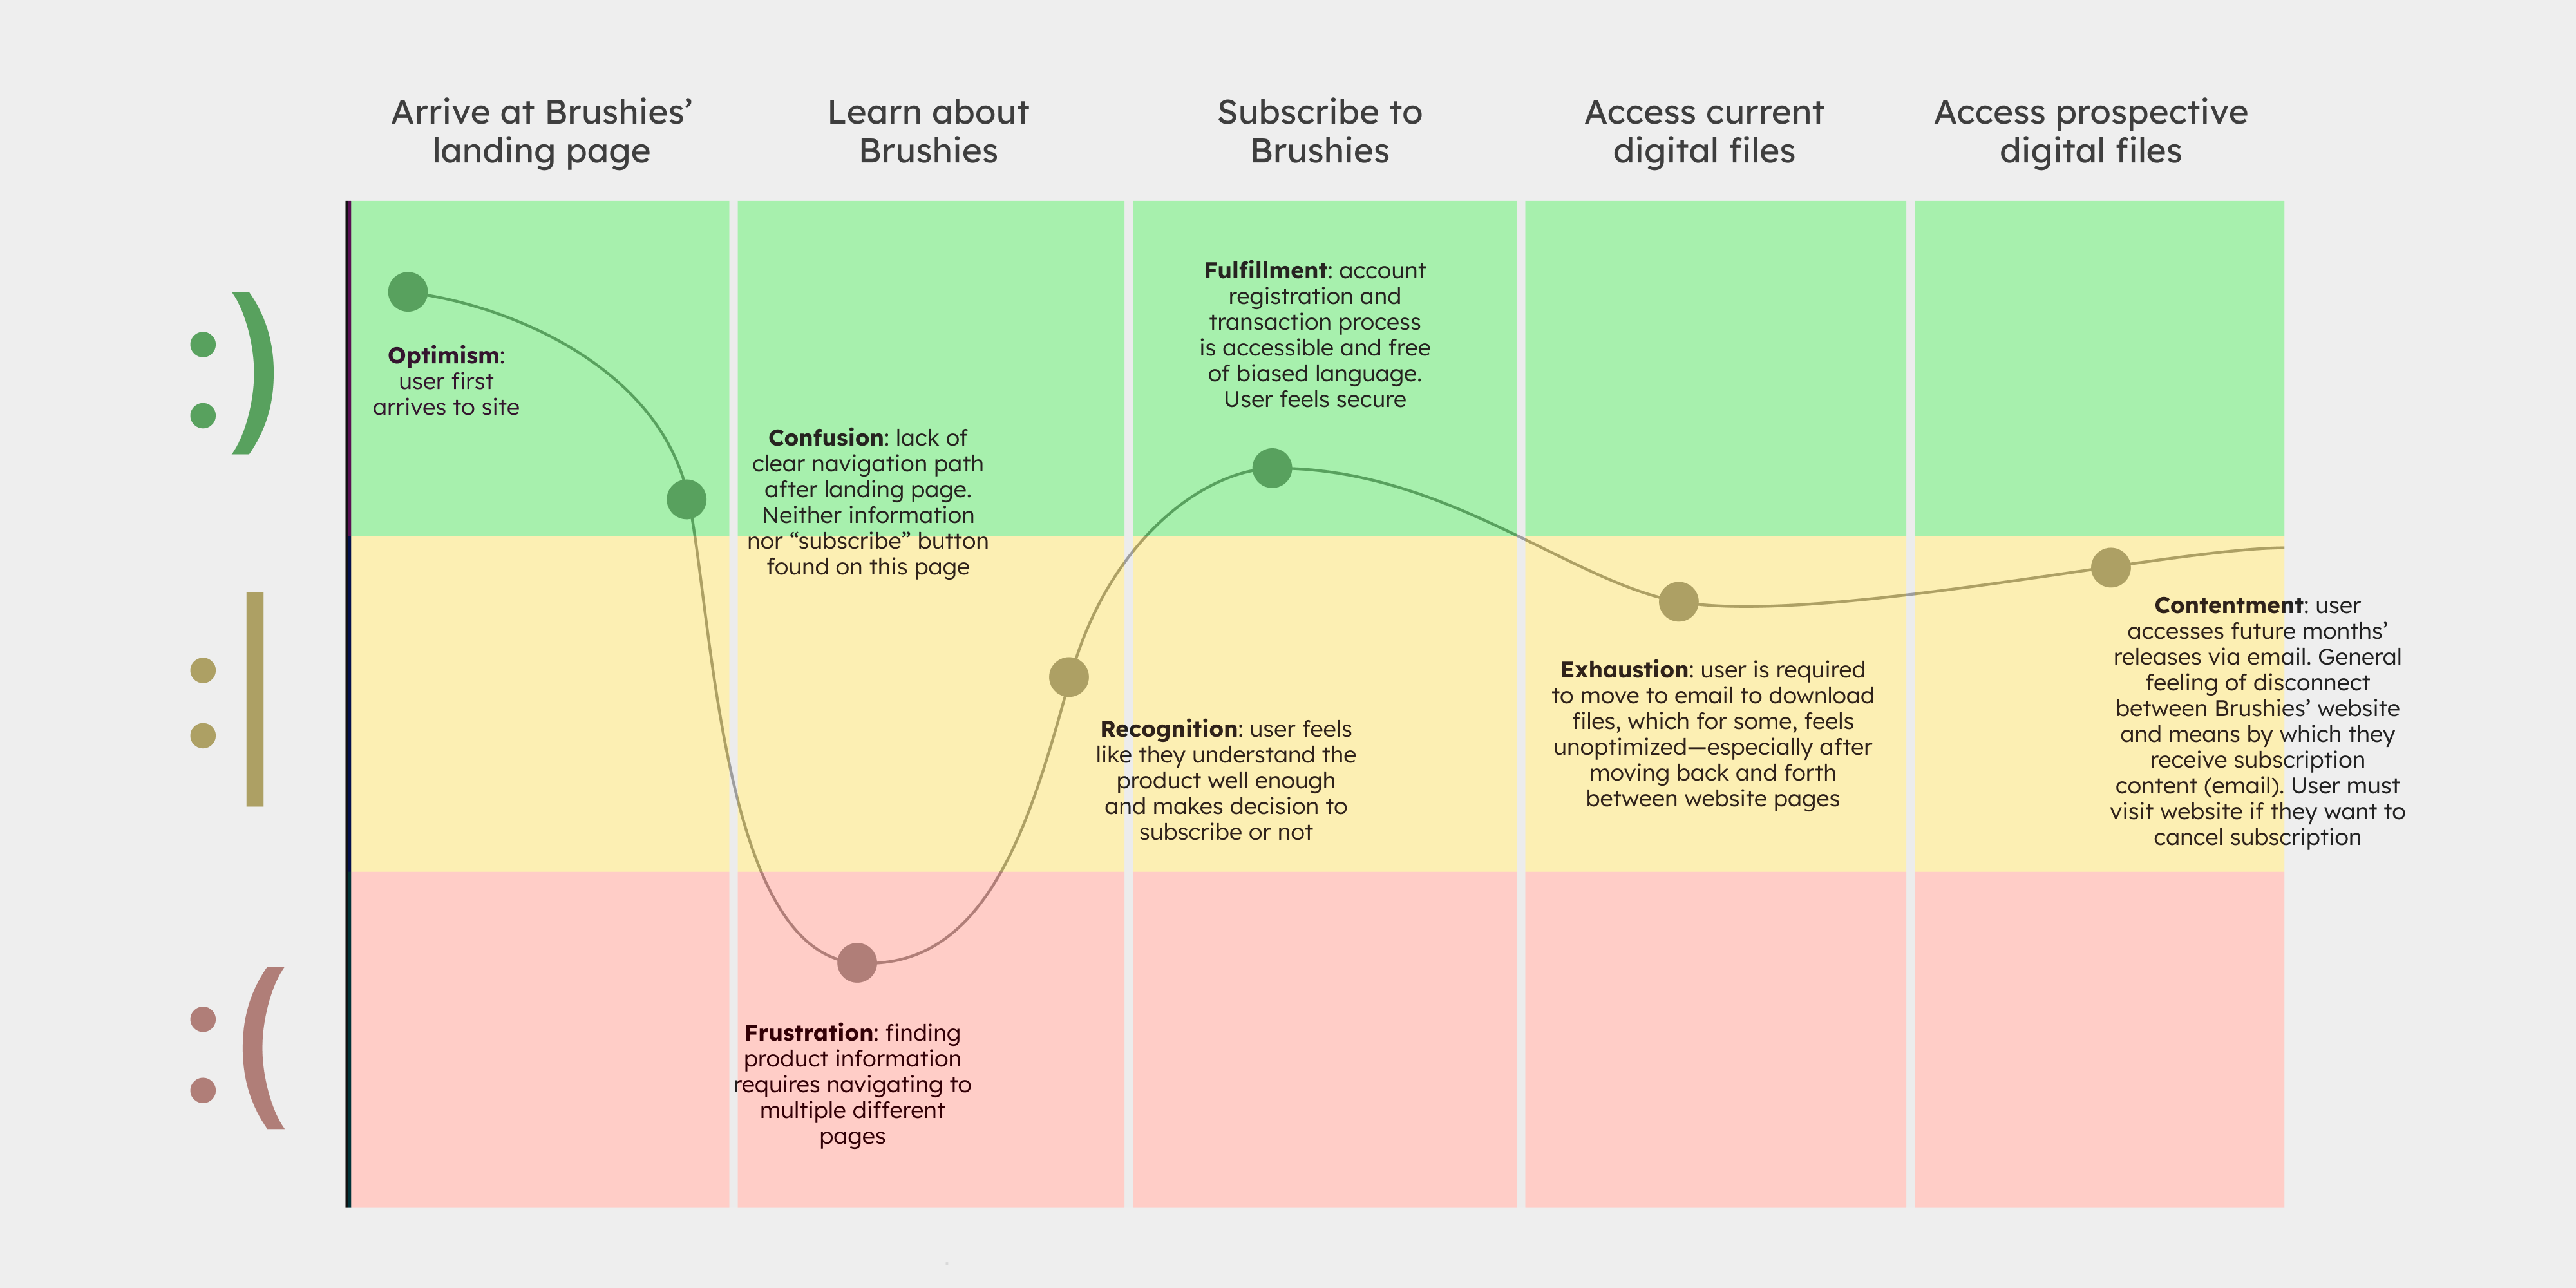 Arrive at Brushies’
landing page
Learn about
Brushies
Subscribe to
Brushies
Access current
digital files
Access prospective
digital files
:)
:|
:(
Optimism:
user first
arrives to site
Confusion: lack of
clear navigation path
after landing page.
Neither information
nor “subscribe” button
found on this page
Frustration: finding
product information
requires navigating to
multiple different
pages
Recognition: user feels
like they understand the
product well enough
and makes decision to
subscribe or not
Fulfillment: account
registration and
transaction process
is accessible and free
of biased language.
User feels secure
Exhaustion: user is required
to move to email to download
files, which for some, feels
unoptimized—especially after
moving back and forth
between website pages
Contentment: user
accesses future months’
releases via email. General
feeling of disconnect
between Brushies’ website
and means by which they
receive subscription
content (email). User must
visit website if they want to
cancel subscription